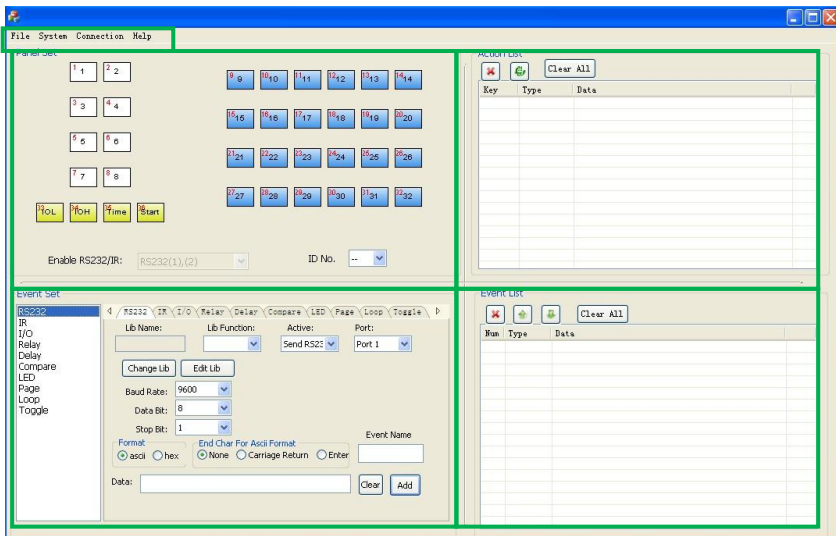 File System Connection Help
Panel Set
1 1 2 2
3 3 4 4
5 5 6 6
7 7 8 8
9 9 10 10 11 11 12 12 13 13 14 14
15 15 16 16 17 17 18 18 19 19 20 20
21 21 22 22 23 23 24 24 25 25 26 26
27 27 28 28 29 29 30 30 31 31 32 32
33 IOL 34 IOH 35 Time 36 Start
Enable RS232/IR: RS232(1),(2) ID No. --
Action List
Clear All
Key Type Data
Event Set
RS232
IR
I/O
Relay
Delay
Compare
LED
Page
Loop
Toggle
RS232 IR I/O Relay Delay Compare LED Page Loop Toggle
Lib Name: Lib Function: Active: Port:
Send RS23 Port 1
Change Lib Edit Lib
Baud Rate: 9600
Data Bit: 8
Stop Bit: 1
Event Name
Format End Char For Ascii Format
ascii hex None Carriage Return Enter
Data: Clear Add
Event List
Clear All
Num Type Data